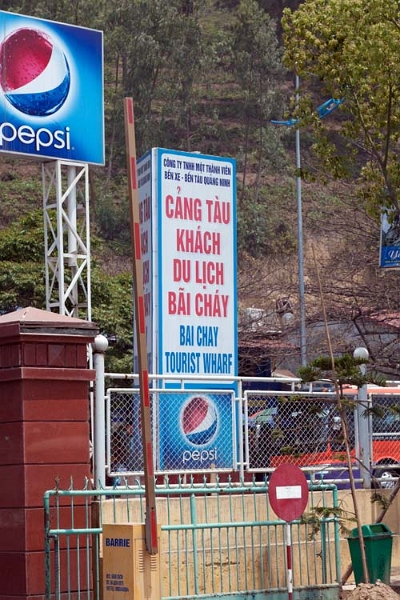 pepsi
CÔNG TY TNHH MỘT THÀNH VIÊN
BẾN XE - BẾN TÀU QUẢNG NINH
CẢNG TÀU
KHÁCH
DU LỊCH
BÃI CHÁY
BAI CHAY
TOURIST WHARF
pepsi
BARRIE